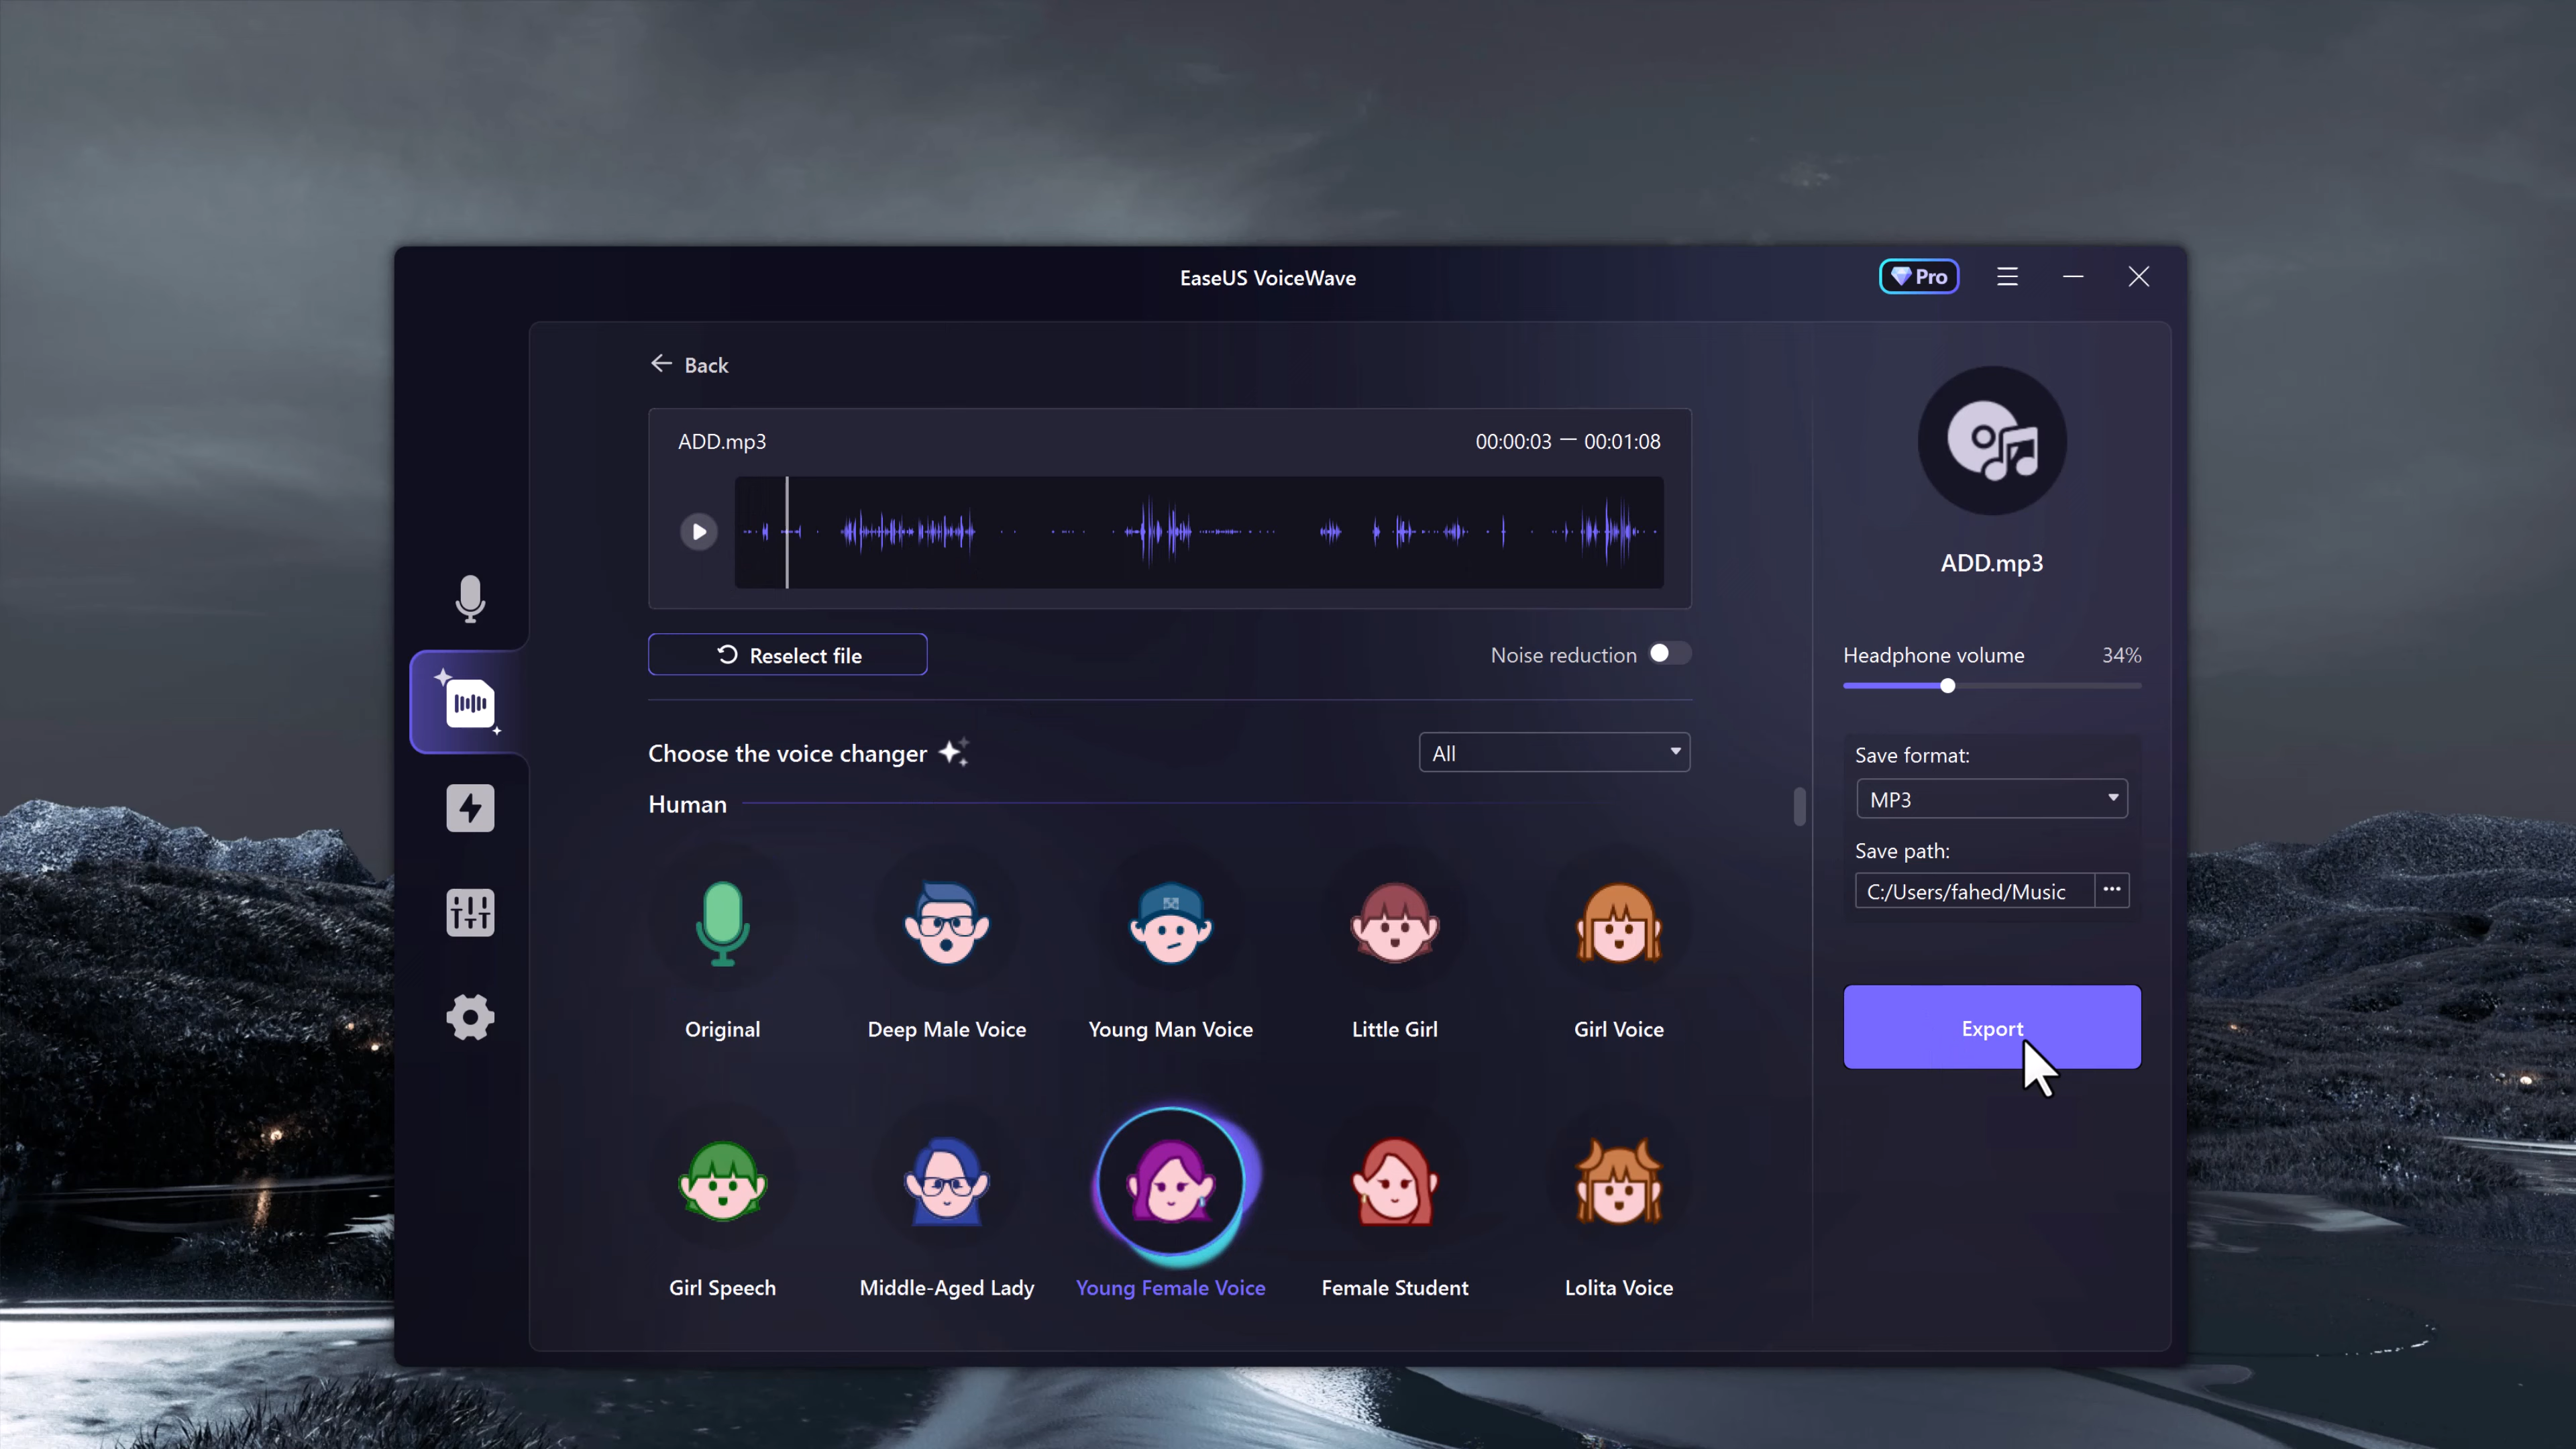 EaseUS VoiceWave
Pro
Back
ADD.mp3
00:00:03 — 00:01:08
Reselect file
Noise reduction
Choose the voice changer
All
Human
Original
Deep Male Voice
Young Man Voice
Little Girl
Girl Voice
Girl Speech
Middle-Aged Lady
Young Female Voice
Female Student
Lolita Voice
ADD.mp3
Headphone volume 34%
Save format:
MP3
Save path:
C:/Users/fahed/Music ...
Export